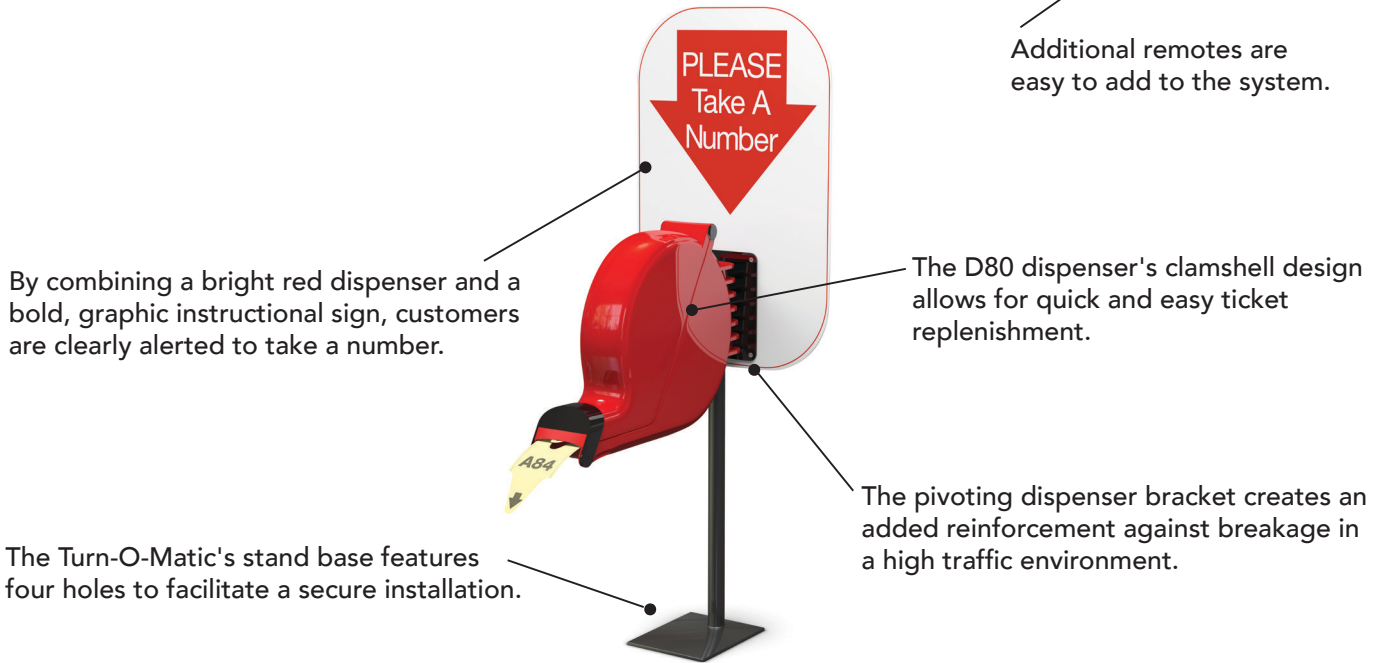 Additional remotes are
easy to add to the system.
PLEASE
Take A
Number
By combining a bright red dispenser and a
bold, graphic instructional sign, customers
are clearly alerted to take a number.
The D80 dispenser's clamshell design
allows for quick and easy ticket
replenishment.
A84
The pivoting dispenser bracket creates an
added reinforcement against breakage in
a high traffic environment.
The Turn-O-Matic's stand base features
four holes to facilitate a secure installation.